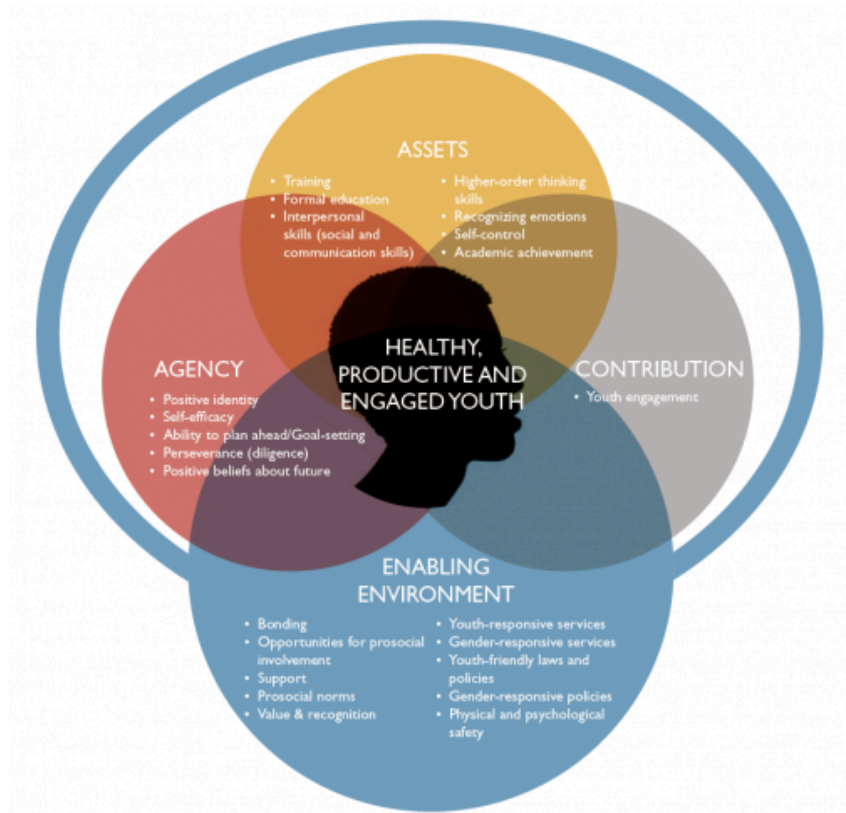 ASSETS
• Training
• Formal education
• Interpersonal
skills (social and
communication skills)
• Higher-order thinking
skills
• Recognizing emotions
• Self-control
• Academic achievement
HEALTHY,
PRODUCTIVE AND
ENGAGED YOUTH
AGENCY
• Positive identity
• Self-efficacy
• Ability to plan ahead/Goal-setting
• Perseverance (diligence)
• Positive beliefs about future
CONTRIBUTION
• Youth engagement
ENABLING
ENVIRONMENT
• Bonding
• Opportunities for prosocial
involvement
• Support
• Prosocial norms
• Value & recognition
• Youth-responsive services
• Gender-responsive services
• Youth-friendly laws and
policies
• Gender-responsive policies
• Physical and psychological
safety